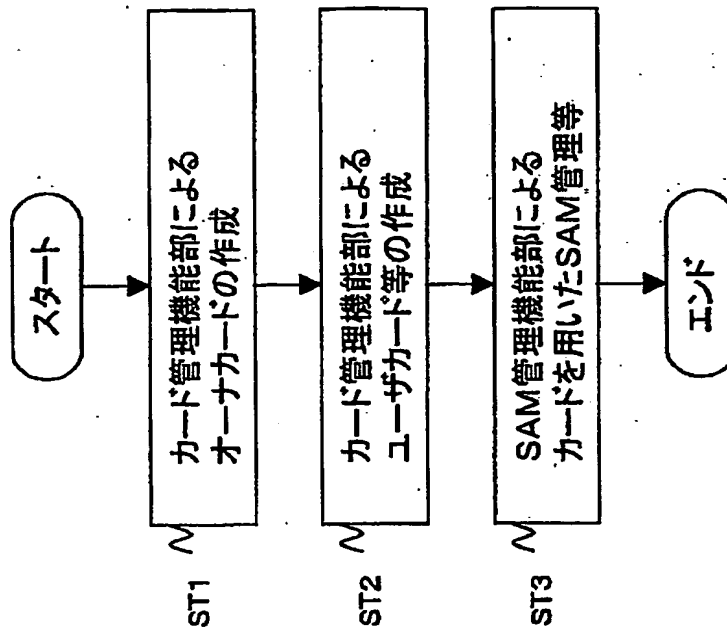 スタート
ST1
カード管理機能部による
オーナカードの作成
ST2
カード管理機能部による
ユーザカード等の作成
ST3
SAM管理機能部による
カードを用いたSAM管理等
エンド